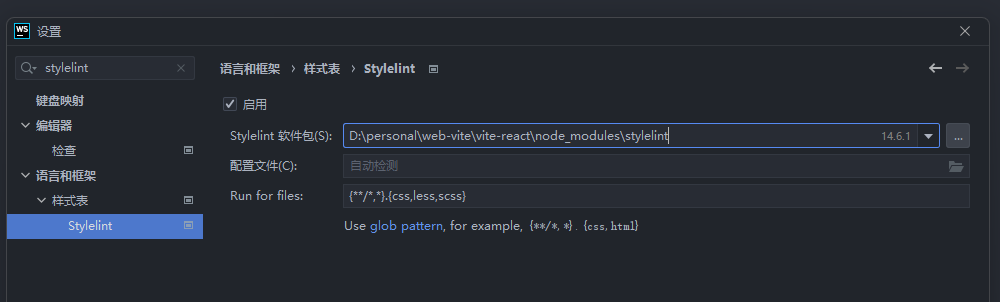 WS 设置
stylelint
语言和框架 › 样式表 › Stylelint
键盘映射
编辑器
检查
语言和框架
样式表
Stylelint
启用
Stylelint 软件包(S):
D:\personal\web-vite\vite-react\node_modules\stylelint 14.6.1 ...
配置文件(C): 自动检测
Run for files: {**/*,*}.{css,less,scss}
Use glob pattern, for example, {**/*,*}.{css,html}